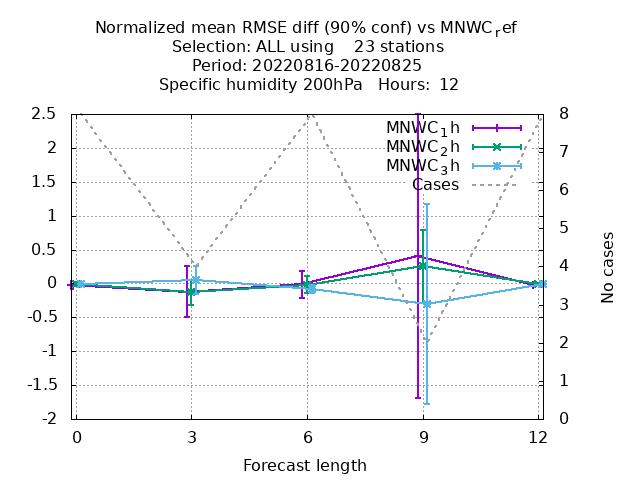 Normalized mean RMSE diff (90% conf) vs MNWC_ref
Selection: ALL using 23 stations
Period: 20220816-20220825
Specific humidity 200hPa Hours: 12
2.5
2
1.5
1
0.5
0
-0.5
-1
-1.5
-2
MNWC_1h
MNWC_2h
MNWC_3h
Cases
8
7
6
5
4
3
2
1
0
No cases
0 3 6 9 12
Forecast length